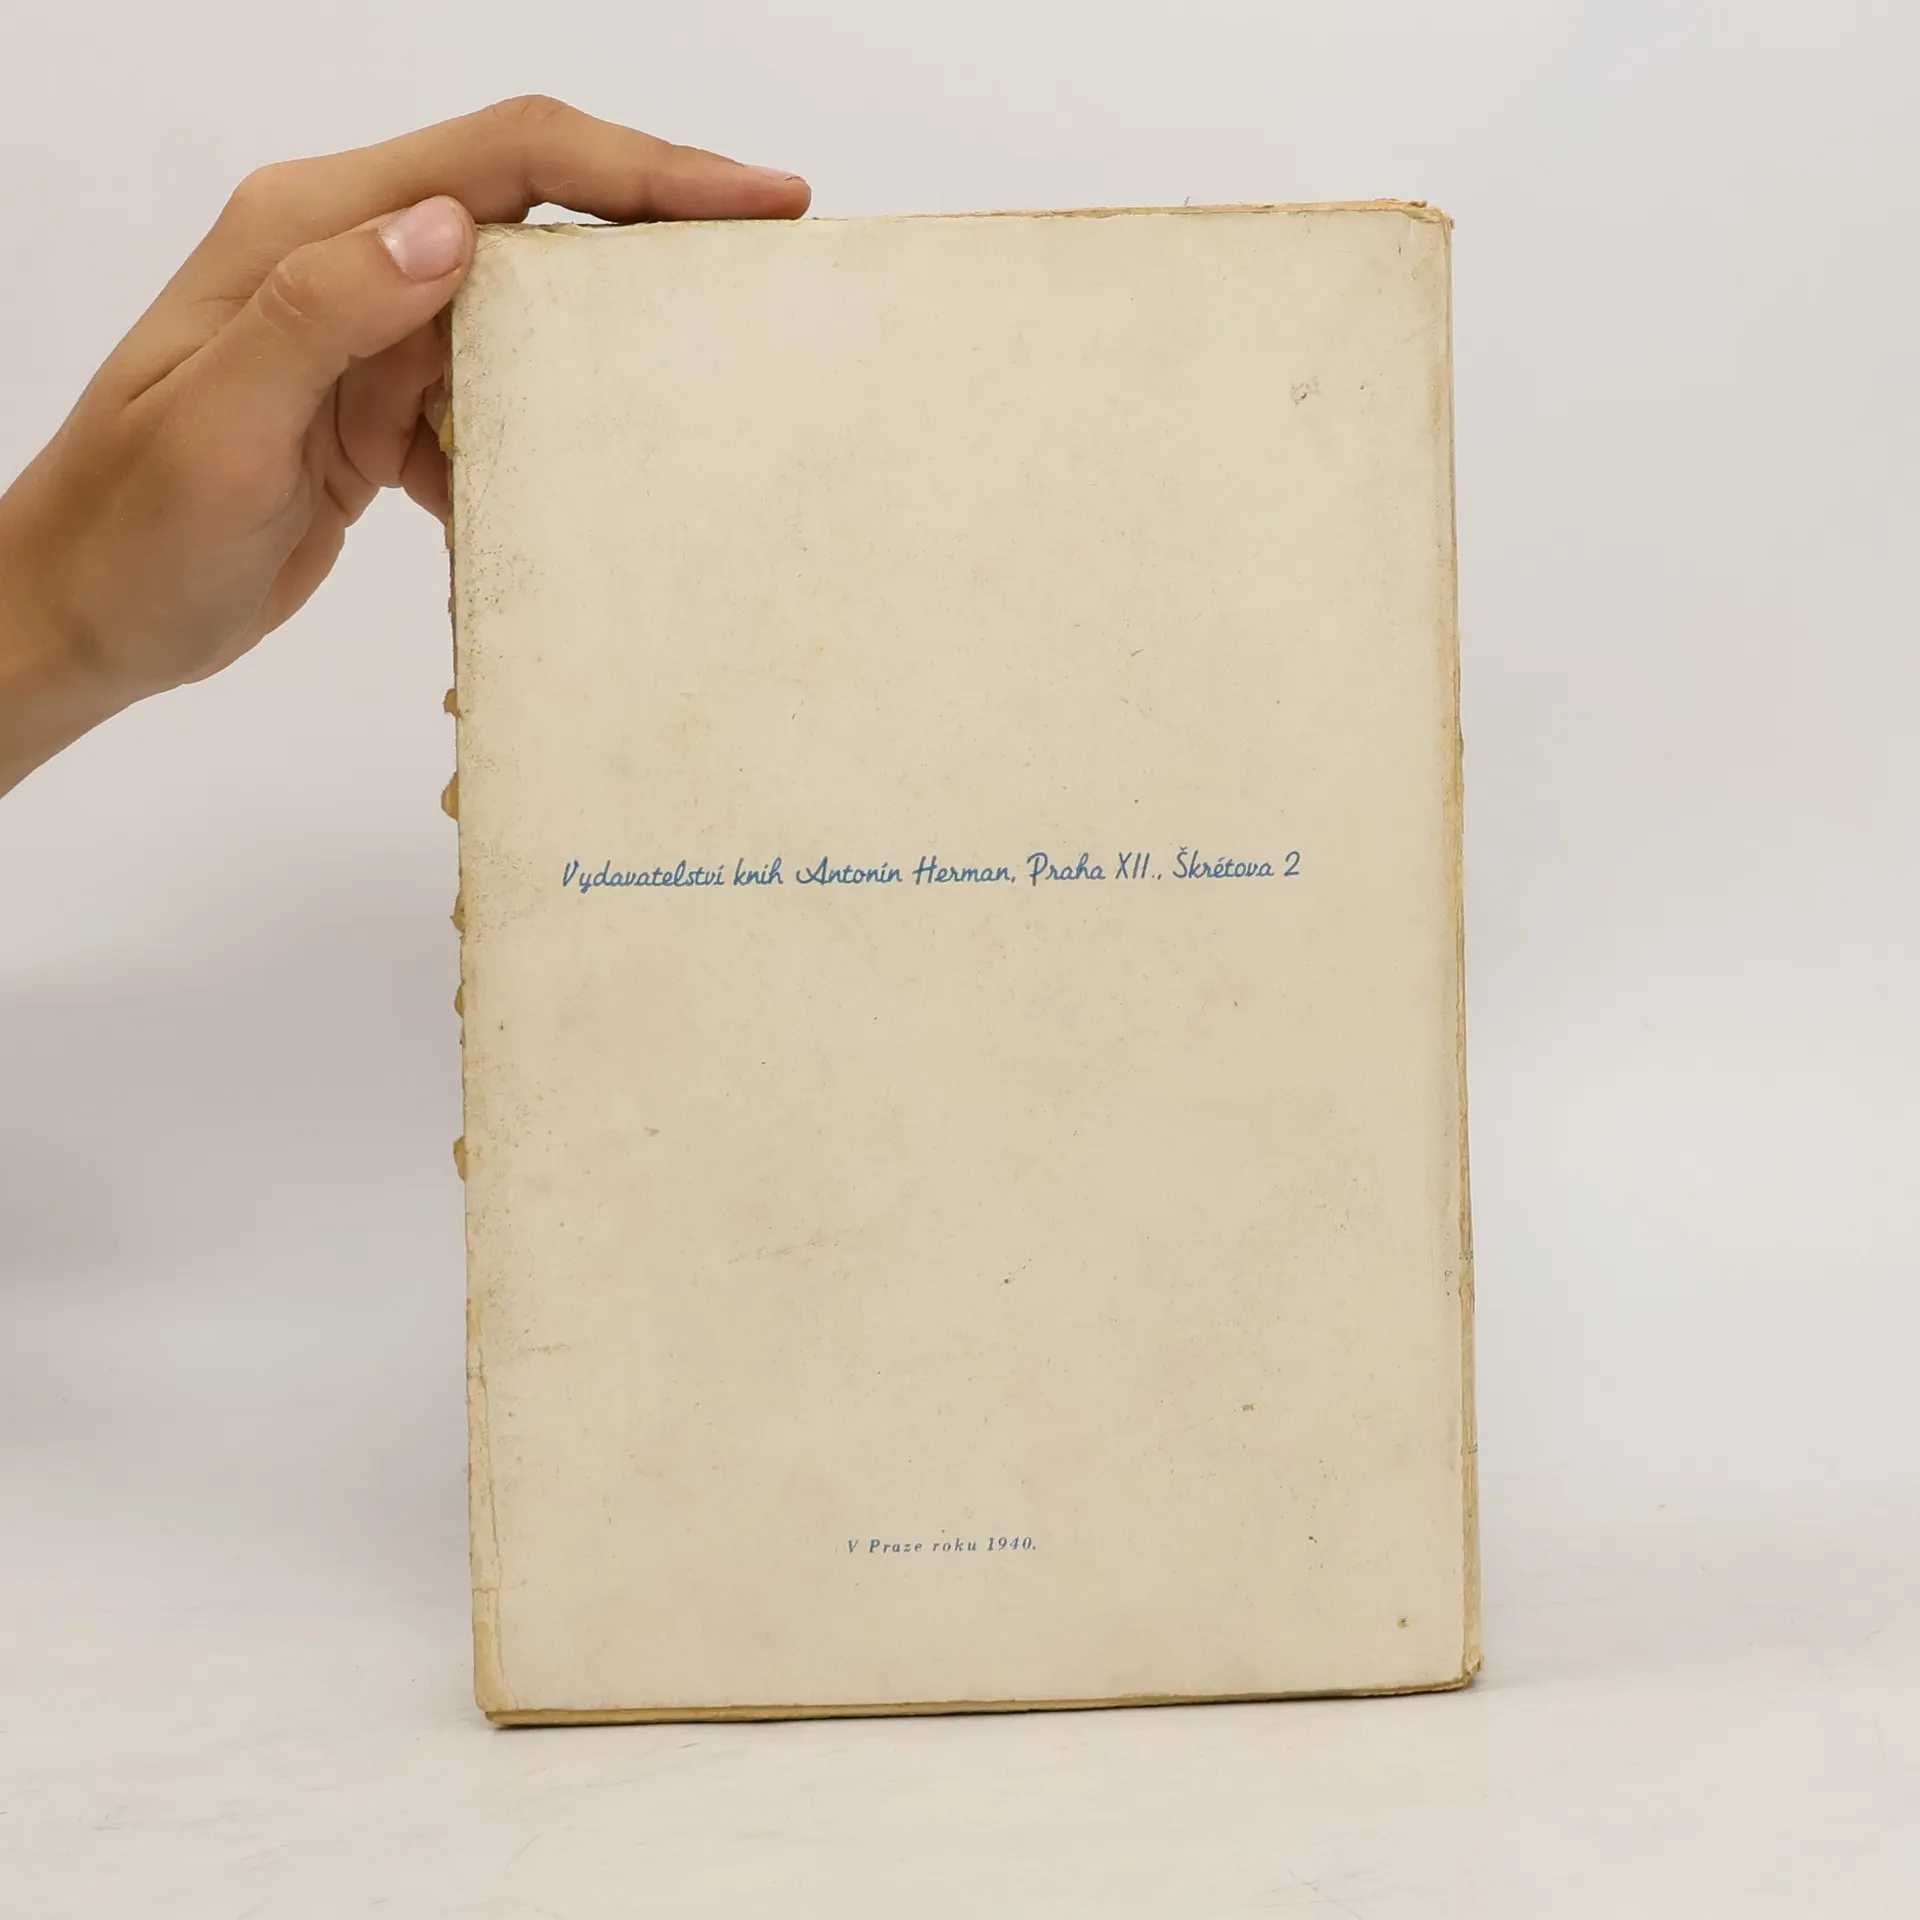 Vydavatelství knih Antonín Herman, Praha XII., Škrétova 2
V Praze roku 1940.